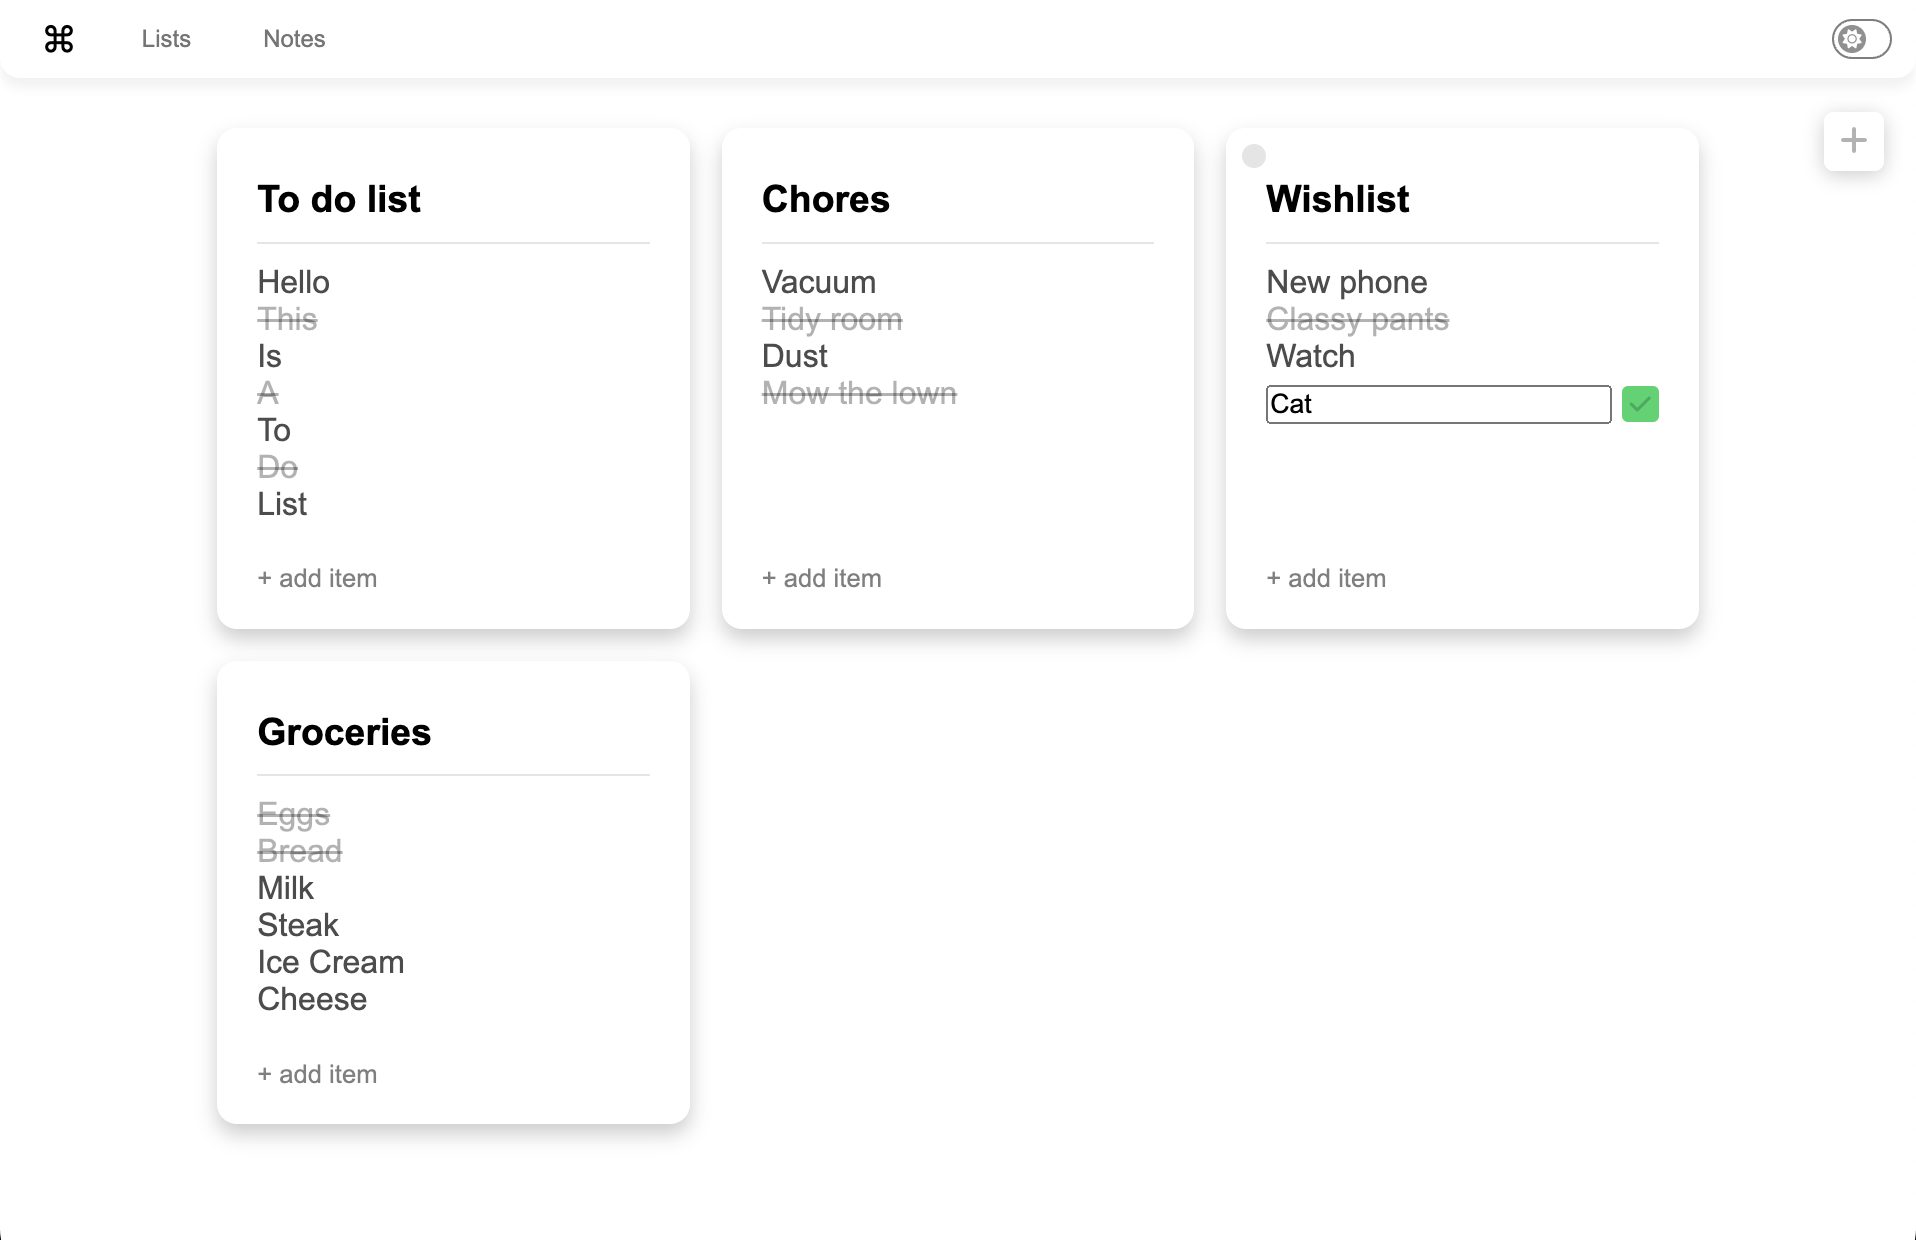 ⌘ Lists Notes
To do list
Hello
This
Is
A
To
Do
List
+ add item
Chores
Vacuum
Tidy room
Dust
Mow the lown
+ add item
Wishlist
New phone
Classy pants
Watch
Cat
+ add item
Groceries
Eggs
Bread
Milk
Steak
Ice Cream
Cheese
+ add item